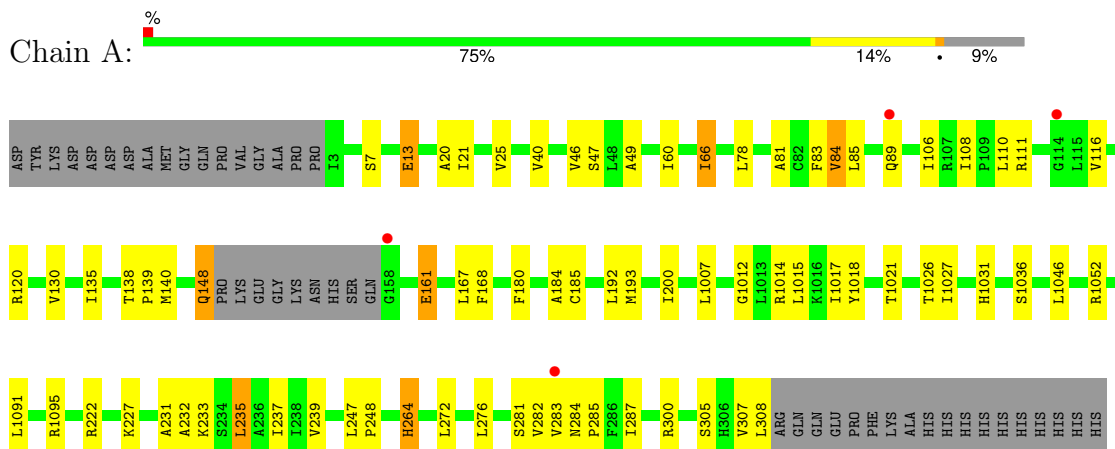 %
Chain A:
75% 14% • 9%
ASP TYR LYS ASP ASP ASP ASP ALA MET GLY GLN PRO VAL GLY ALA PRO PRO I3 S7 E13 A20 I21 V25 V40 V46 S47 L48 A49 I60 I66 L78 A81 C82 F83 V84 L85 Q89 I106 R107 I108 P109 L110 R111 G114 L115 V116
R120 V130 I135 T138 P139 M140 Q148 PRO LYS GLU GLY LYS ASN HIS SER GLN G158 E161 L167 F168 F180 A184 C185 L192 M193 I200 L1007 G1012 L1013 R1014 L1015 K1016 I1017 Y1018 T1021 T1026 I1027 H1031 S1036 L1046 R1052
L1091 R1095 R222 K227 A231 A232 K233 S234 L235 A236 I237 I238 V239 L247 P248 H264 L272 L276 S281 V282 V283 N284 P285 F286 I287 R300 S305 H306 V307 L308 ARG GLN GLN GLU PRO PHE LYS ALA HIS HIS HIS HIS HIS HIS HIS HIS HIS HIS